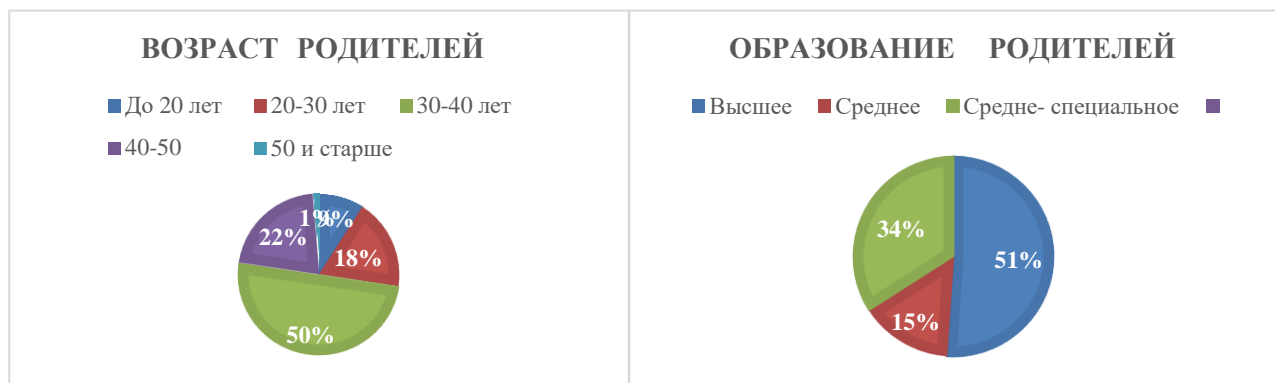 ВОЗРАСТ РОДИТЕЛЕЙ
До 20 лет 20-30 лет 30-40 лет
40-50 50 и старше
1%
22%
18%
50%
ОБРАЗОВАНИЕ РОДИТЕЛЕЙ
Высшее Среднее Средне- специальное
34%
51%
15%